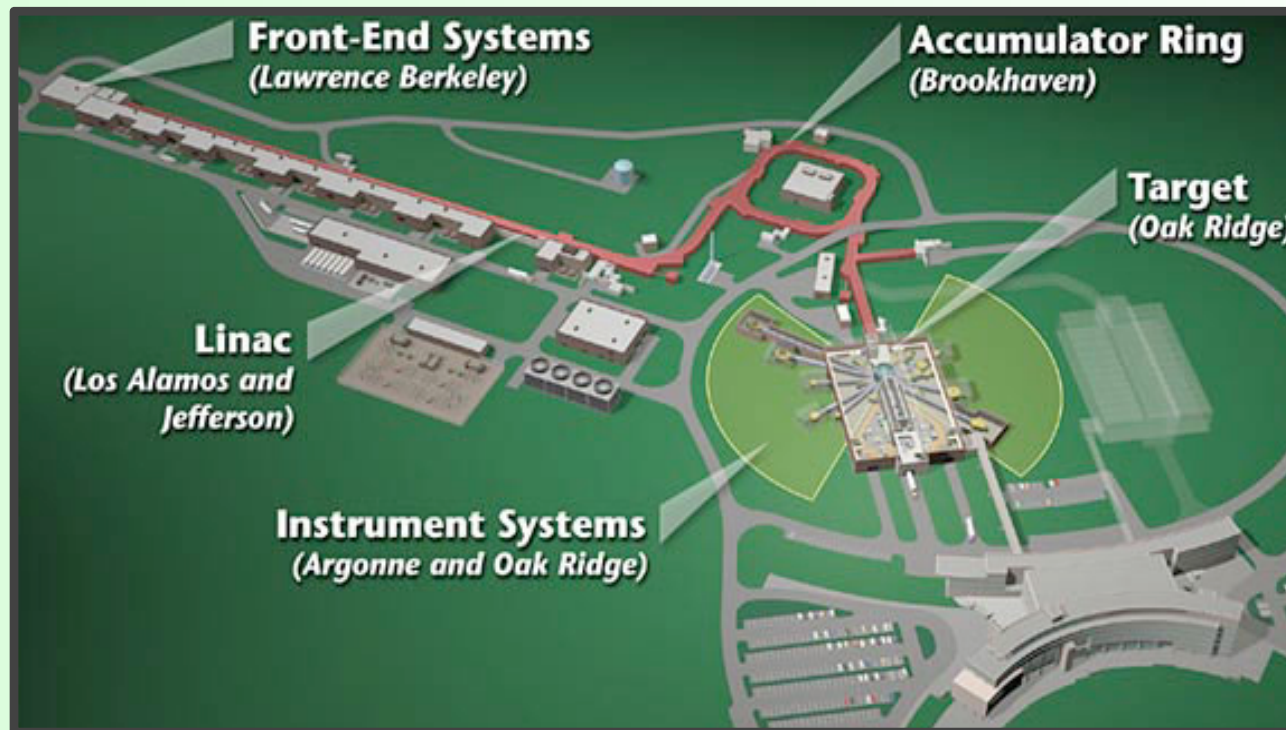 Front-End Systems
(Lawrence Berkeley)
Accumulator Ring
(Brookhaven)
Target
(Oak Ridge)
Linac
(Los Alamos and
Jefferson)
Instrument Systems
(Argonne and Oak Ridge)